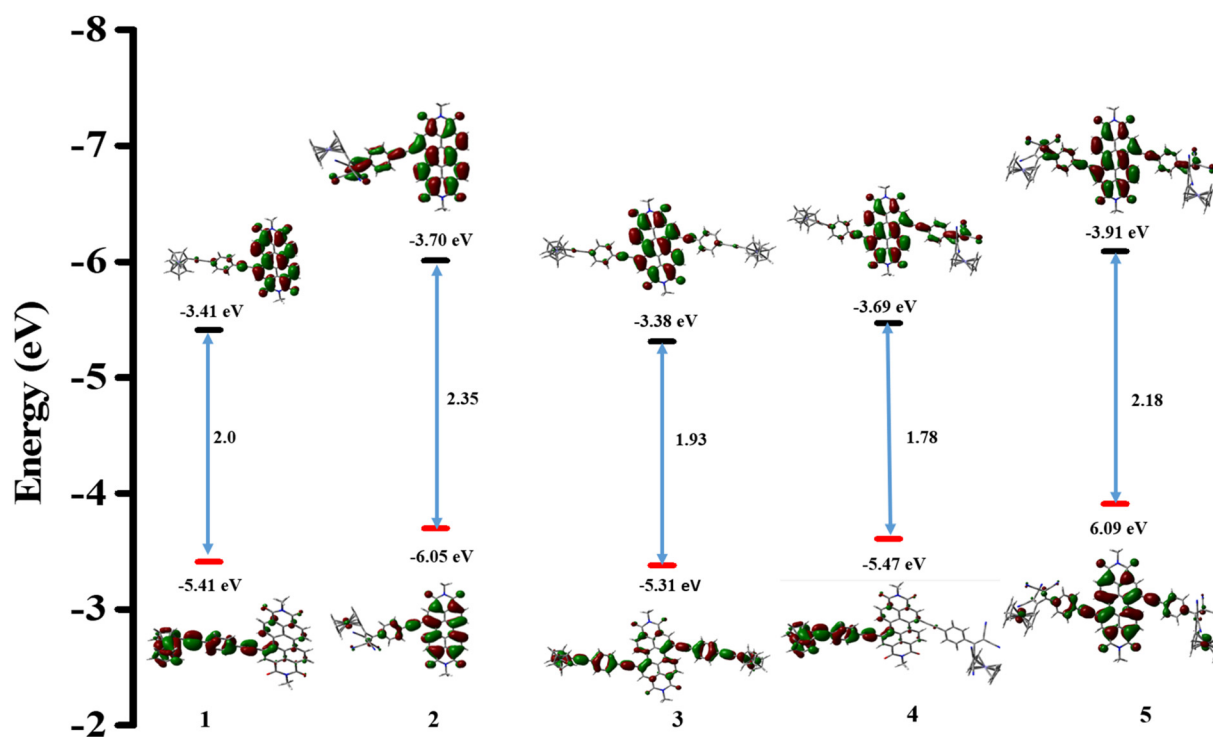 Energy (eV)
-8
-7
-6
-5
-4
-3
-2
-3.41 eV
2.0
-5.41 eV
1
-3.70 eV
2.35
-6.05 eV
2
-3.38 eV
1.93
-5.31 eV
3
-3.69 eV
1.78
-5.47 eV
4
-3.91 eV
2.18
6.09 eV
5